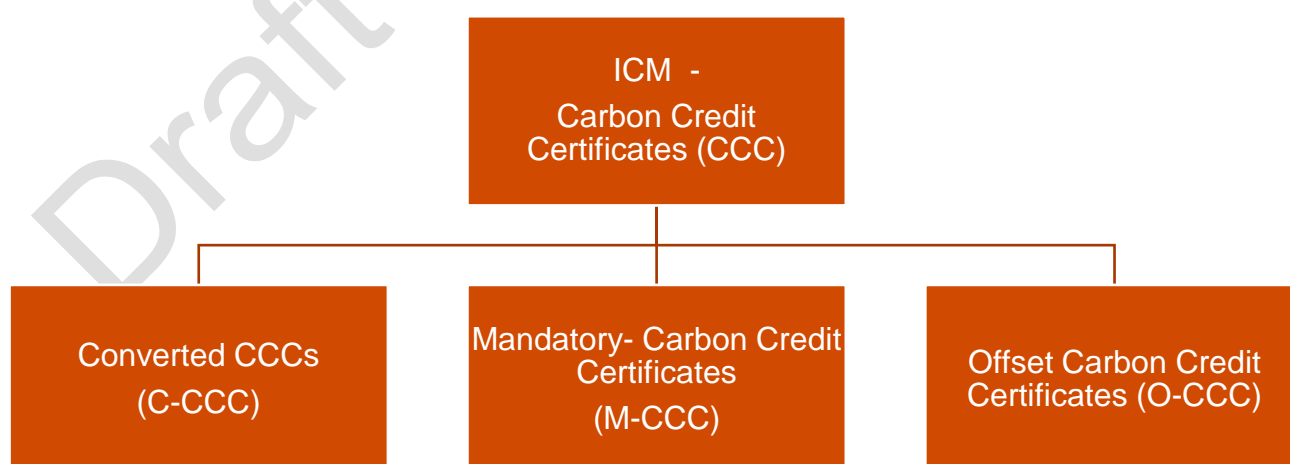 Draft
ICM -
Carbon Credit
Certificates (CCC)
Converted CCCs
(C-CCC)
Mandatory- Carbon Credit
Certificates
(M-CCC)
Offset Carbon Credit
Certificates (O-CCC)